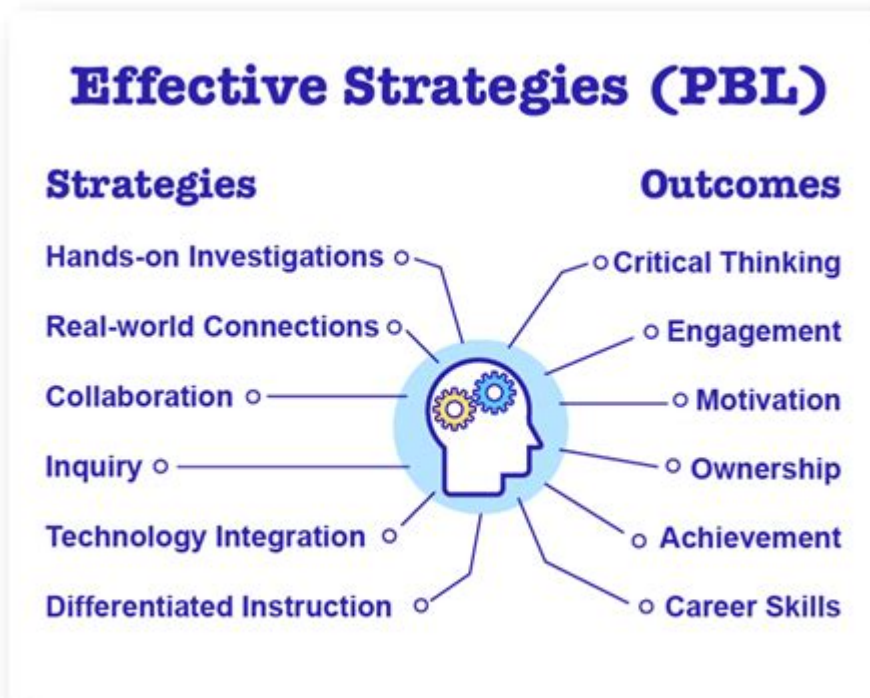 Effective Strategies (PBL)
Strategies
Hands-on Investigations
Real-world Connections
Collaboration
Inquiry
Technology Integration
Differentiated Instruction
Outcomes
Critical Thinking
Engagement
Motivation
Ownership
Achievement
Career Skills